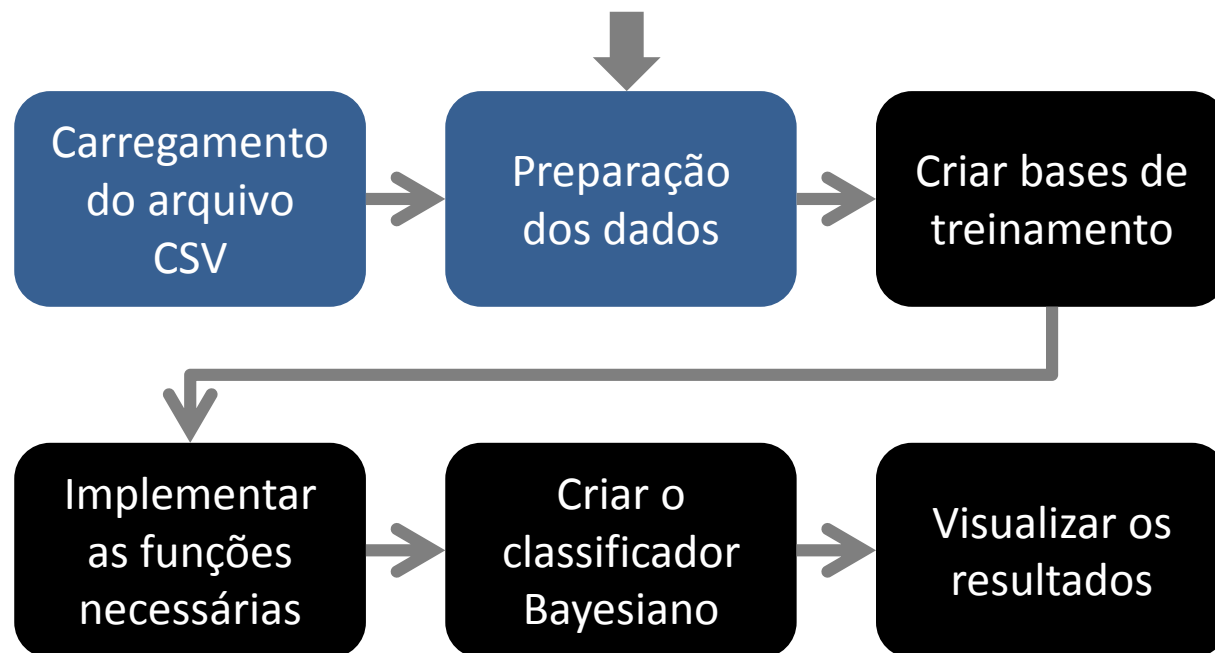 Carregamento
do arquivo
CSV
Preparação
dos dados
Criar bases de
treinamento
Implementar
as funções
necessárias
Criar o
classificador
Bayesiano
Visualizar os
resultados